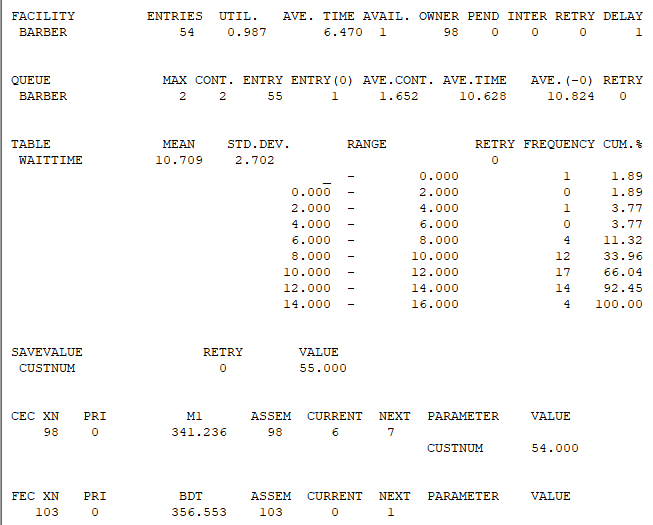 FACILITY ENTRIES UTIL. AVE. TIME AVAIL. OWNER PEND INTER RETRY DELAY
BARBER 54 0.987 6.470 1 98 0 0 0 1
QUEUE MAX CONT. ENTRY ENTRY(0) AVE.CONT. AVE.TIME AVE.(-0) RETRY
BARBER 2 2 55 1 1.652 10.628 10.824 0
TABLE MEAN STD.DEV. RANGE RETRY FREQUENCY CUM.%
WAITTIME 10.709 2.702 0
_ - 0.000 1 1.89
0.000 - 2.000 0 1.89
2.000 - 4.000 1 3.77
4.000 - 6.000 0 3.77
6.000 - 8.000 4 11.32
8.000 - 10.000 12 33.96
10.000 - 12.000 17 66.04
12.000 - 14.000 14 92.45
14.000 - 16.000 4 100.00
SAVEVALUE RETRY VALUE
CUSTNUM 0 55.000
CEC XN PRI M1 ASSEM CURRENT NEXT PARAMETER VALUE
98 0 341.236 98 6 7
CUSTNUM 54.000
FEC XN PRI BDT ASSEM CURRENT NEXT PARAMETER VALUE
103 0 356.553 103 0 1